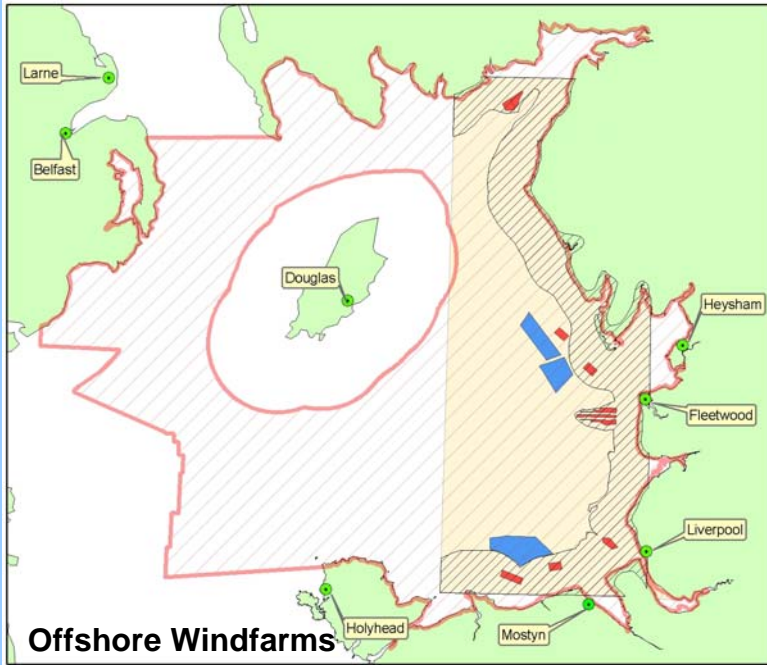 Larne
Belfast
Douglas
Heysham
Fleetwood
Liverpool
Holyhead
Mostyn
Offshore Windfarms